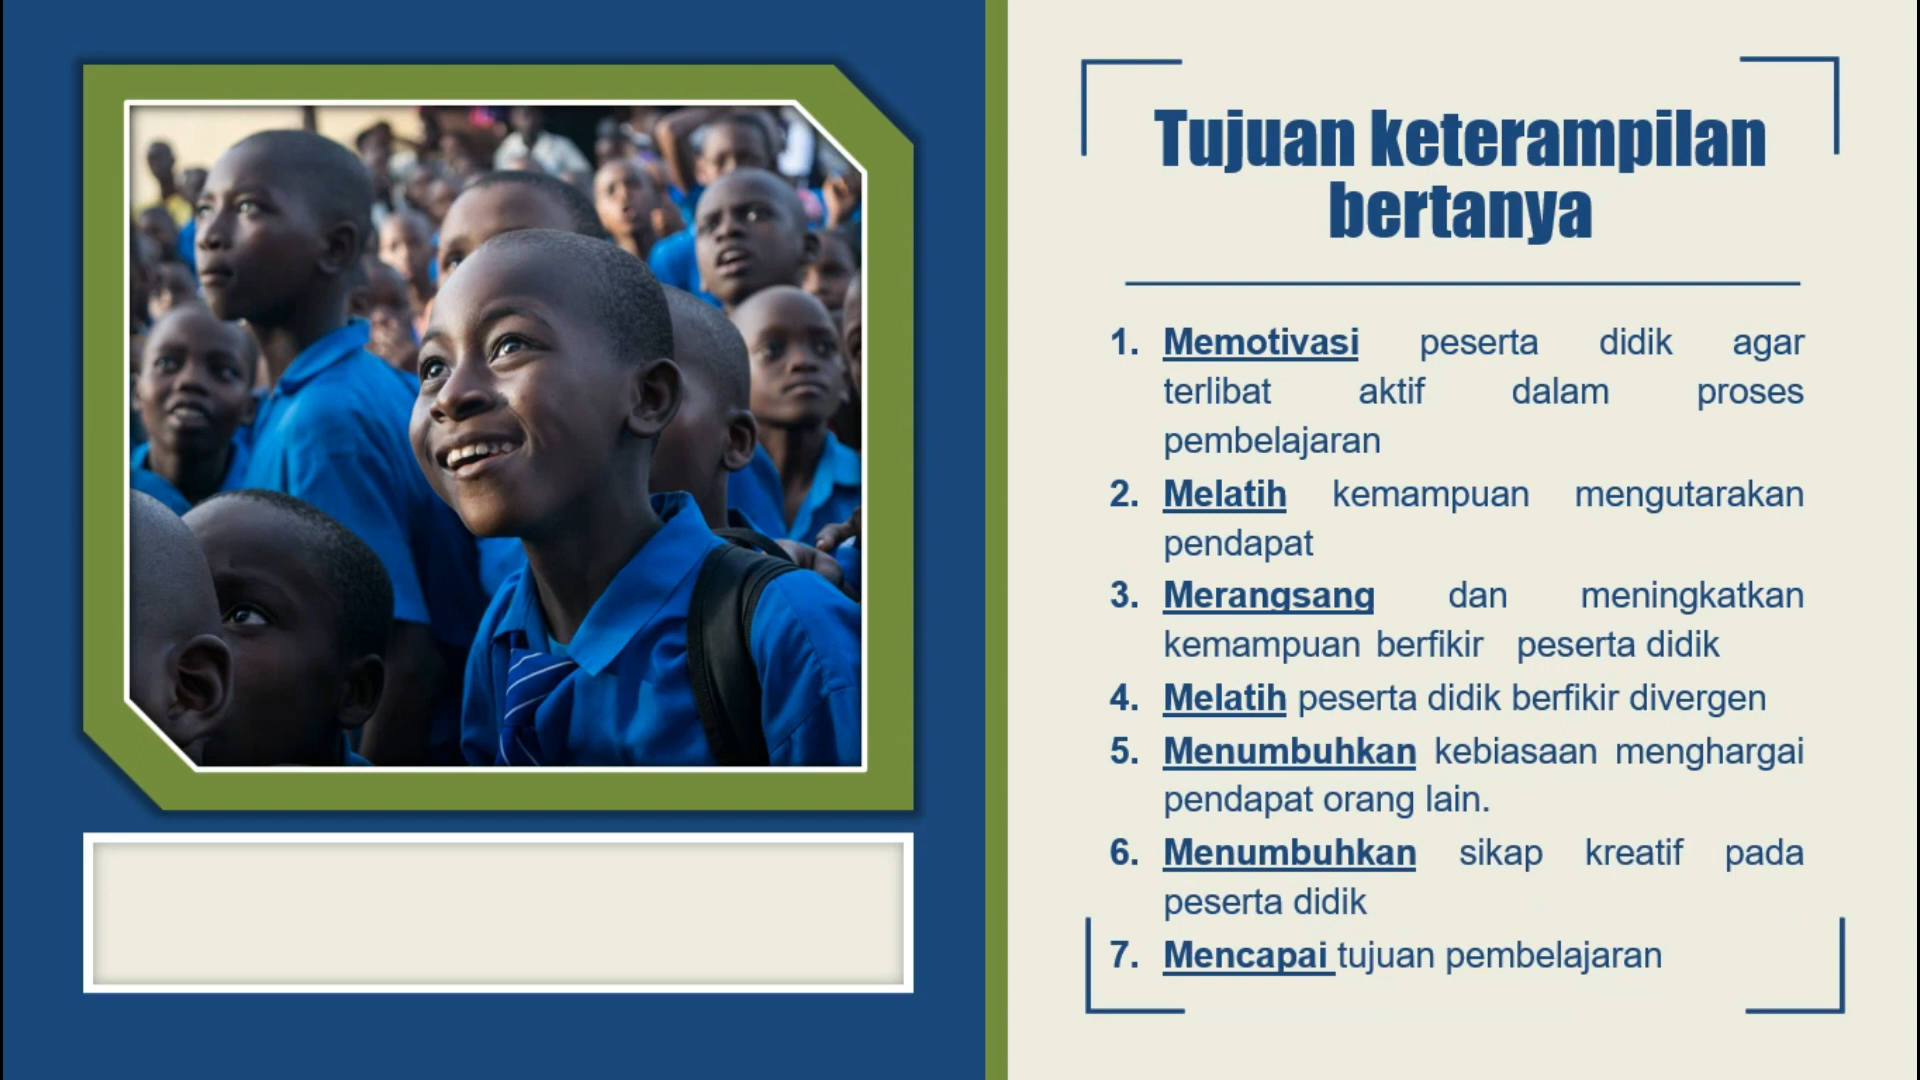 Tujuan keterampilan
bertanya
1. Memotivasi peserta didik agar
terlibat aktif dalam proses
pembelajaran
2. Melatih kemampuan mengutarakan
pendapat
3. Merangsang dan meningkatkan
kemampuan berfikir peserta didik
4. Melatih peserta didik berfikir divergen
5. Menumbuhkan kebiasaan menghargai
pendapat orang lain.
6. Menumbuhkan sikap kreatif pada
peserta didik
7. Mencapai tujuan pembelajaran